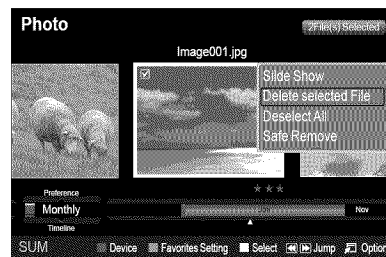 Photo
2File(s) Selected
Image001.jpg
Slide Show
Delete selected File
Deselect All
Safe Remove
Preference
Monthly
Nov
Timeline
SUM
Device
Favorites Setting
Select
Jump
Option